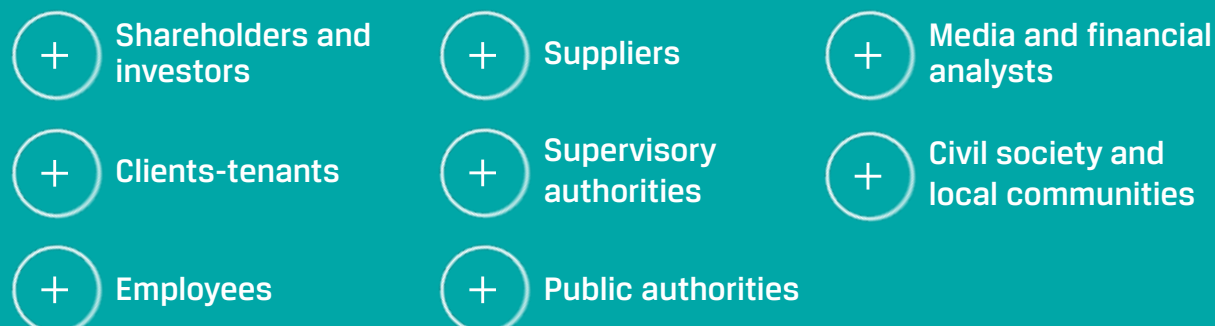 Shareholders and
investors
Clients-tenants
Employees
Suppliers
Supervisory
authorities
Public authorities
Media and financial
analysts
Civil society and
local communities